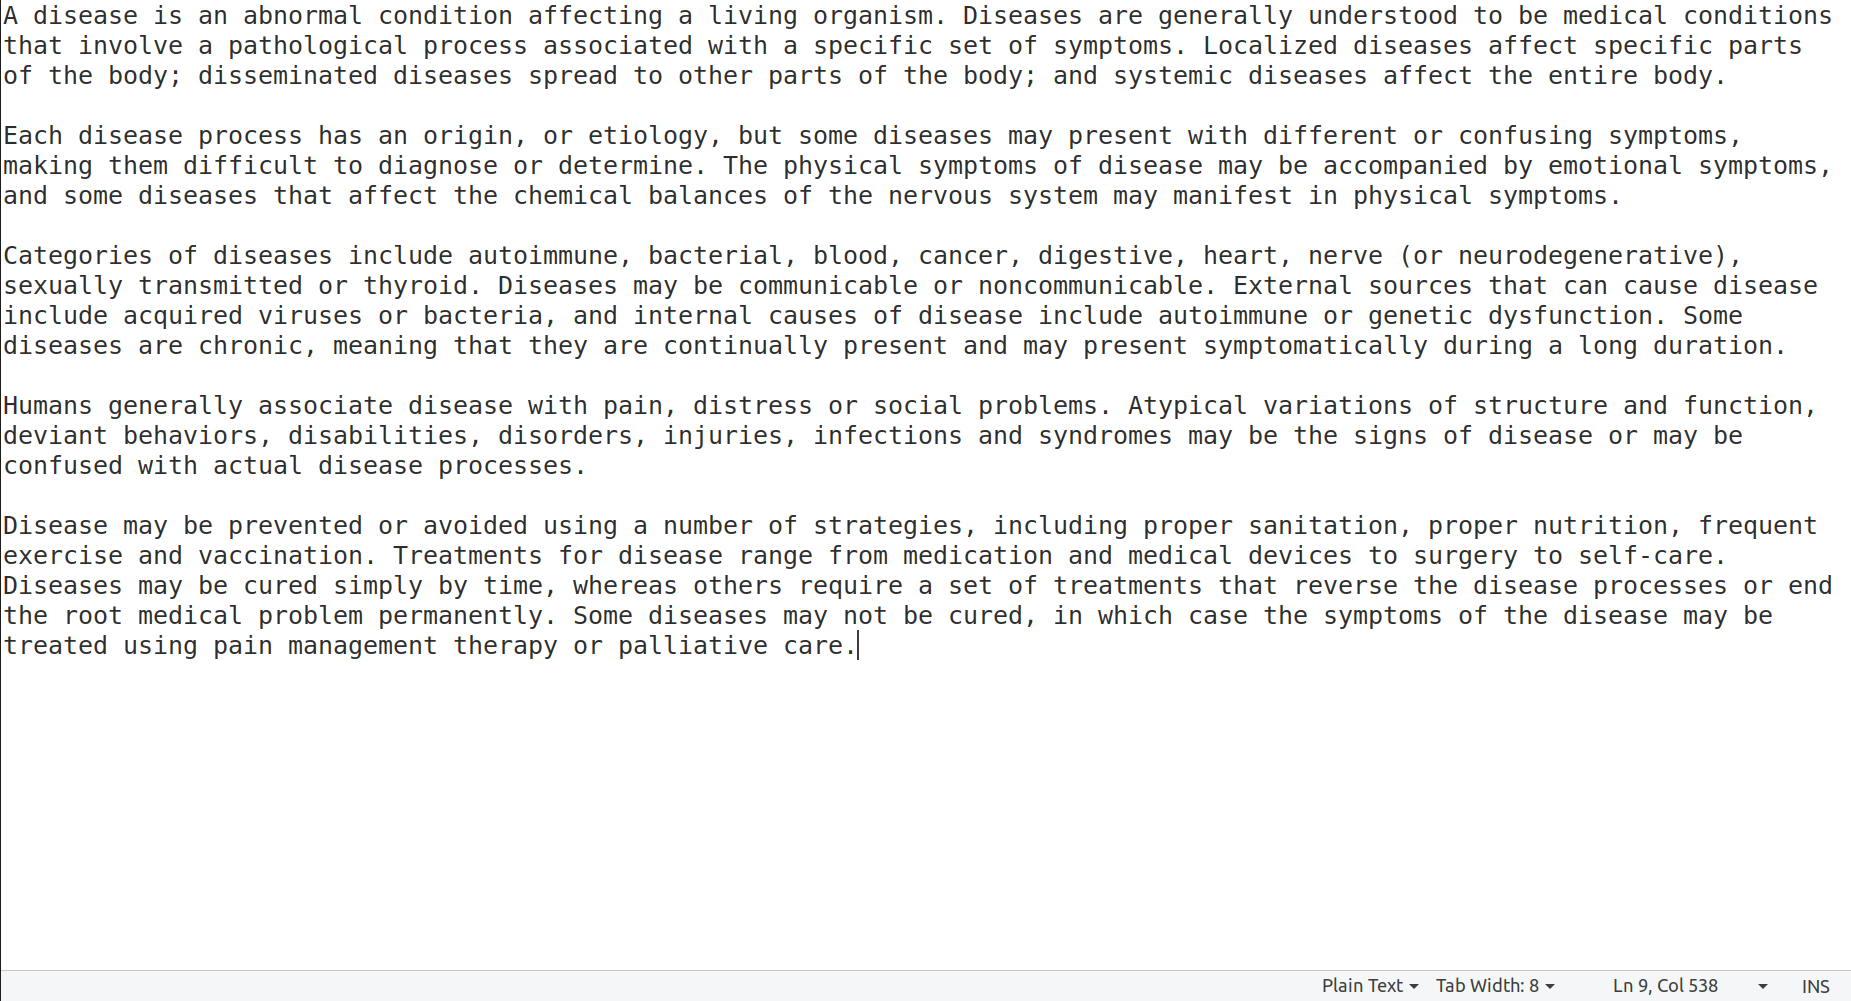 A disease is an abnormal condition affecting a living organism. Diseases are generally understood to be medical conditions
that involve a pathological process associated with a specific set of symptoms. Localized diseases affect specific parts
of the body; disseminated diseases spread to other parts of the body; and systemic diseases affect the entire body.

Each disease process has an origin, or etiology, but some diseases may present with different or confusing symptoms,
making them difficult to diagnose or determine. The physical symptoms of disease may be accompanied by emotional symptoms,
and some diseases that affect the chemical balances of the nervous system may manifest in physical symptoms.

Categories of diseases include autoimmune, bacterial, blood, cancer, digestive, heart, nerve (or neurodegenerative),
sexually transmitted or thyroid. Diseases may be communicable or noncommunicable. External sources that can cause disease
include acquired viruses or bacteria, and internal causes of disease include autoimmune or genetic dysfunction. Some
diseases are chronic, meaning that they are continually present and may present symptomatically during a long duration.

Humans generally associate disease with pain, distress or social problems. Atypical variations of structure and function,
deviant behaviors, disabilities, disorders, injuries, infections and syndromes may be the signs of disease or may be
confused with actual disease processes.

Disease may be prevented or avoided using a number of strategies, including proper sanitation, proper nutrition, frequent
exercise and vaccination. Treatments for disease range from medication and medical devices to surgery to self-care.
Diseases may be cured simply by time, whereas others require a set of treatments that reverse the disease processes or end
the root medical problem permanently. Some diseases may not be cured, in which case the symptoms of the disease may be
treated using pain management therapy or palliative care.
Plain Text Tab Width: 8 Ln 9, Col 538 INS